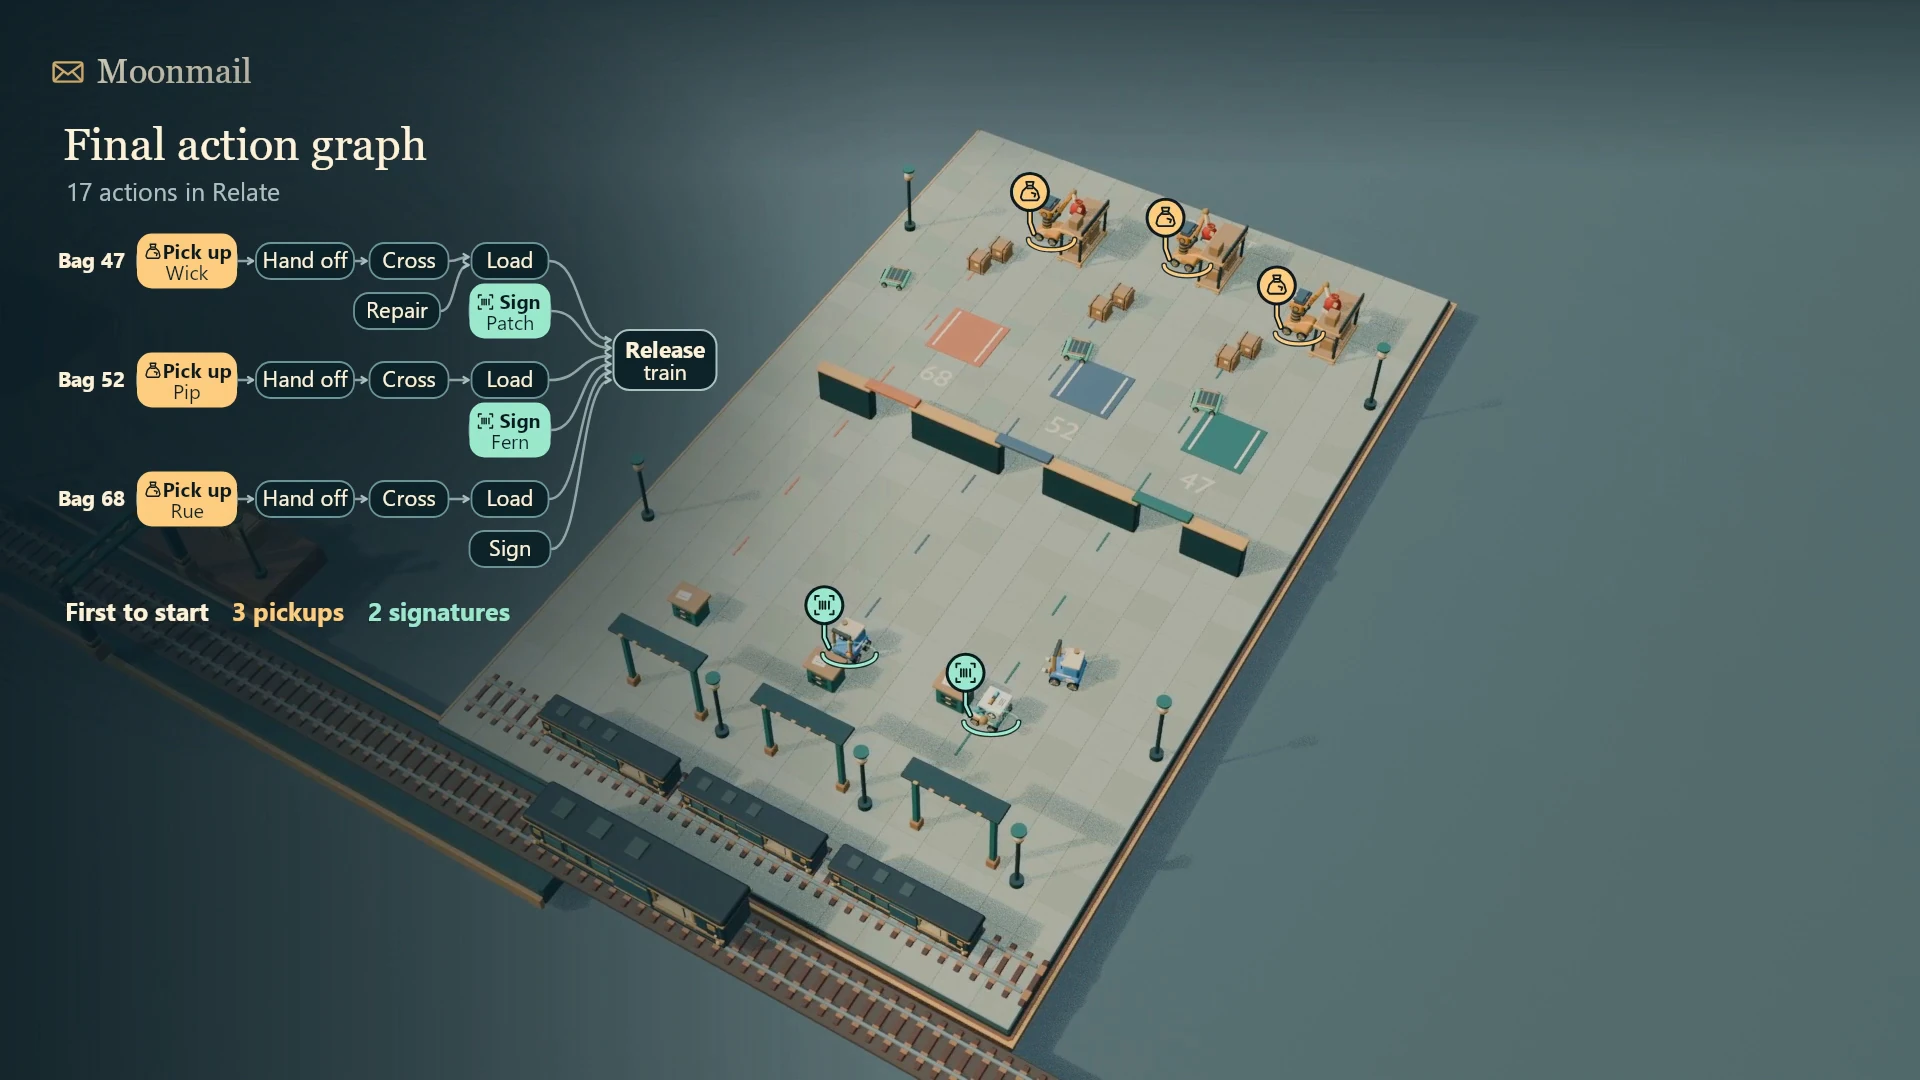 Moonmail
Final action graph
17 actions in Relate
Bag 47
Pick up
Wick
Hand off
Cross
Load
Repair
Sign
Patch
Release
train
Bag 52
Pick up
Pip
Hand off
Cross
Load
Sign
Fern
Bag 68
Pick up
Rue
Hand off
Cross
Load
Sign
First to start 3 pickups 2 signatures
68
52
47